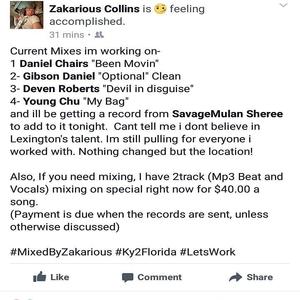 Zakarious Collins is feeling
accomplished.
31 mins ·
Current Mixes im working on-
1 Daniel Chairs "Been Movin"
2- Gibson Daniel "Optional" Clean
3- Deven Roberts "Devil in disguise"
4- Young Chu "My Bag"
and ill be getting a record from SavageMulan Sheree
to add to it tonight.  Cant tell me i dont believe in
Lexington's talent. Im still pulling for everyone i
worked with. Nothing changed but the location!
Also, If you need mixing, I have 2track (Mp3 Beat and
Vocals) mixing on special right now for $40.00 a
song.
(Payment is due when the records are sent, unless
otherwise discussed)
#MixedByZakarious #Ky2Florida #LetsWork
Like Comment Share